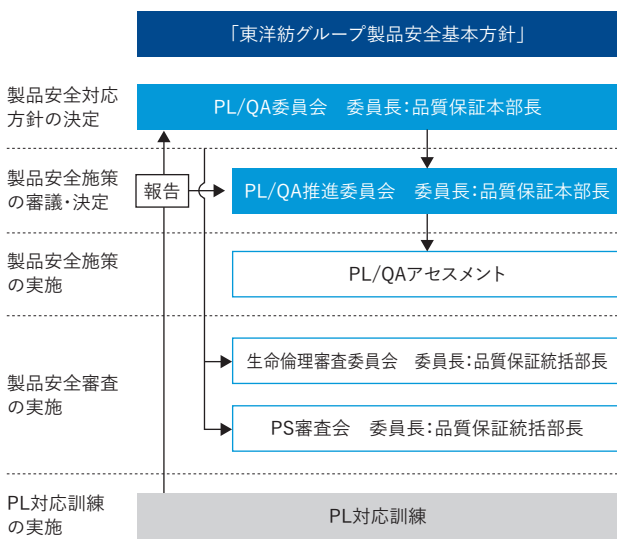 「東洋紡グループ製品安全基本方針」
製品安全対応
方針の決定
PL/QA委員会　委員長：品質保証本部長
製品安全施策
の審議・決定
報告
PL/QA推進委員会　委員長：品質保証本部長
製品安全施策
の実施
PL/QAアセスメント
製品安全審査
の実施
生命倫理審査委員会　委員長：品質保証統括部長
PS審査会　委員長：品質保証統括部長
PL対応訓練
の実施
PL対応訓練